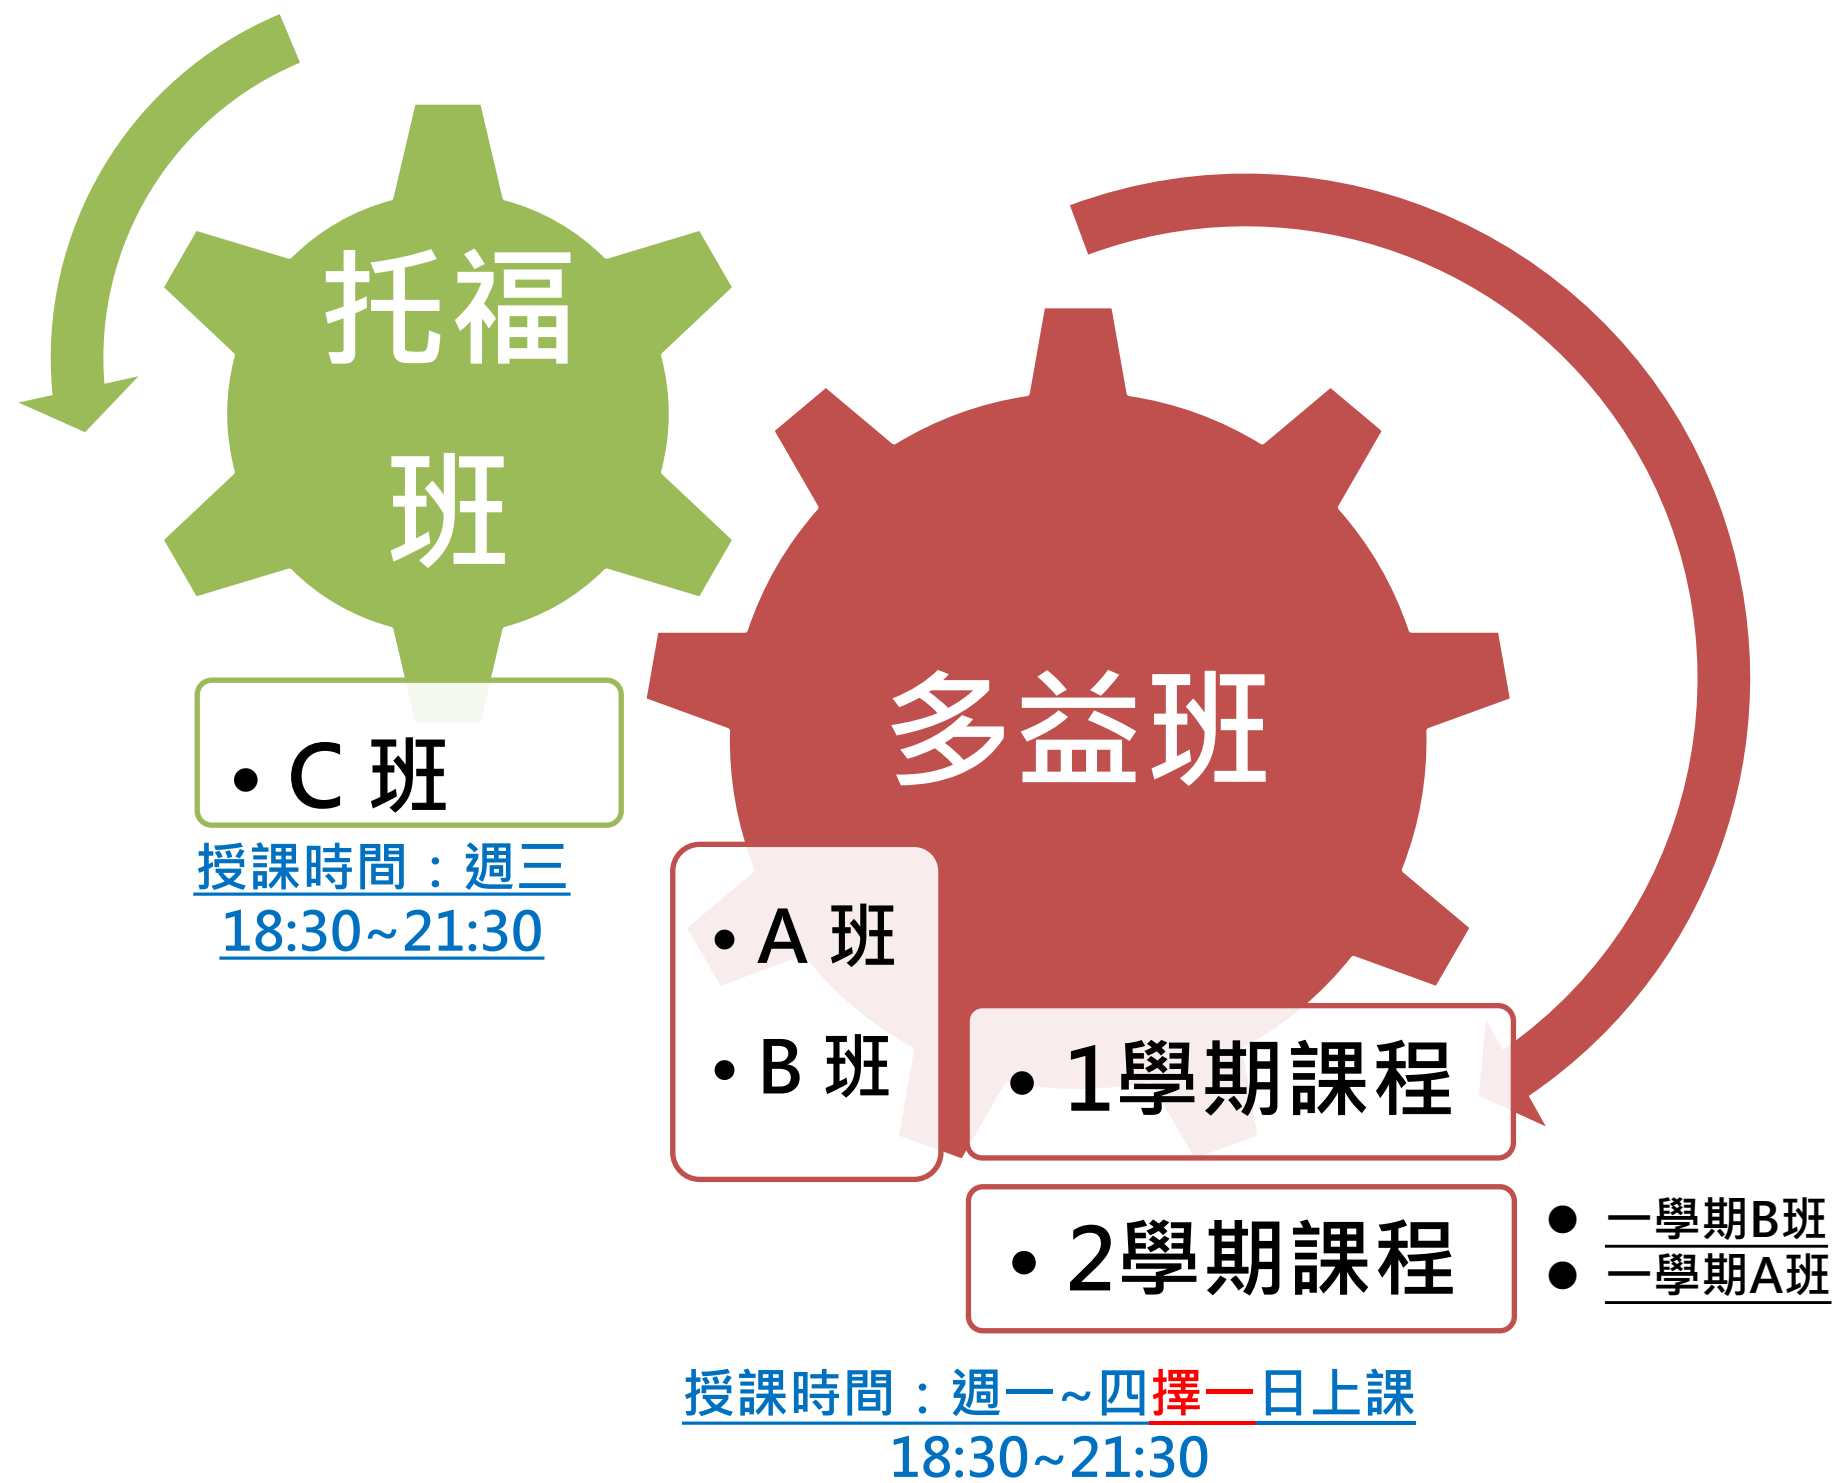 托福
班
• C 班
授課時間：週三
18:30~21:30
多益班
• A 班
• B 班
• 1學期課程
• 2學期課程
• 一學期B班
• 一學期A班
授課時間：週一~四擇一日上課
18:30~21:30